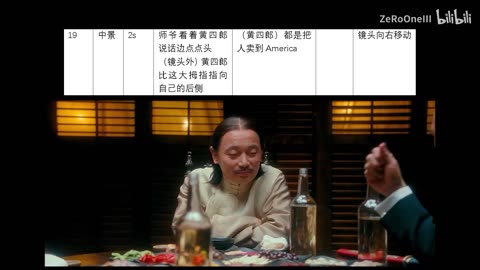 ZeRoOneIII bilibili
19 中景 2s 师爷看着黄四郎 （黄四郎）都是把 镜头向右移动
说话边点点头 人卖到 America
（镜头外）黄四郎
比这大拇指指向
自己的后侧